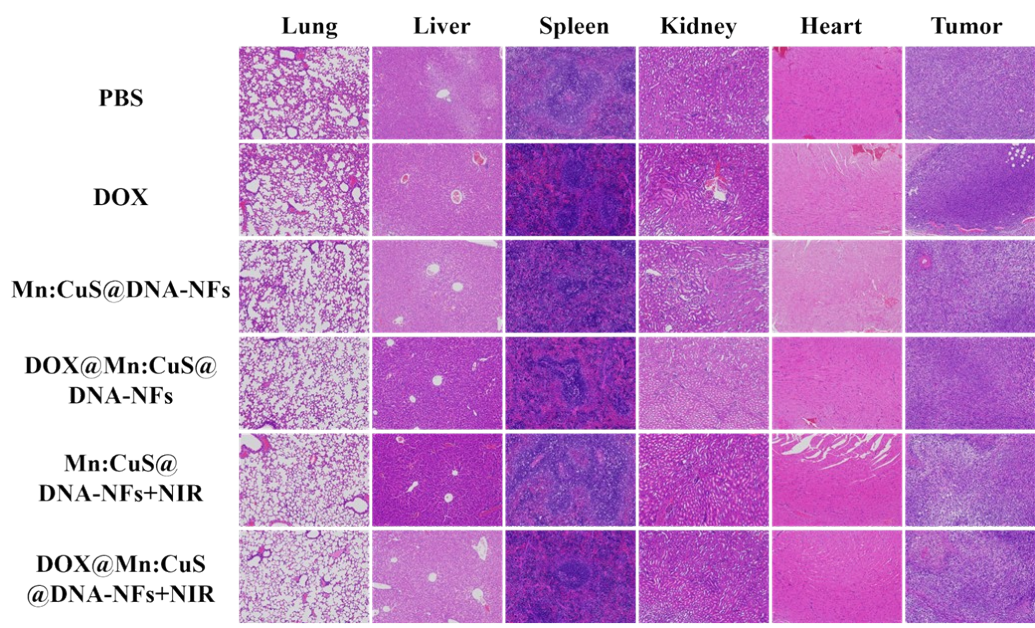 Lung Liver Spleen Kidney Heart Tumor
PBS
DOX
Mn:CuS@DNA-NFs
DOX@Mn:CuS@
DNA-NFs
Mn:CuS@
DNA-NFs+NIR
DOX@Mn:CuS
@DNA-NFs+NIR